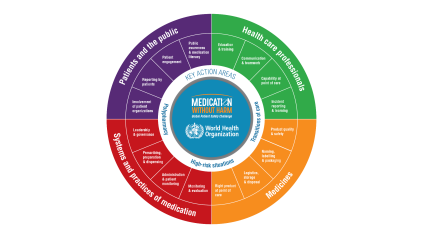 Patients and the public
Public
awareness
& medication
literacy
Patient
engagement
Reporting by
patients
Involvement
of patient
organizations
Health care professionals
Education
& training
Communication
& teamwork
Capability at
point of care
Incident
reporting
& learning
KEY ACTION AREAS
Polypharmacy
Transitions of care
High-risk situations
MEDICATION
WITHOUT HARM
Global Patient Safety Challenge
World Health
Organization
Systems and practices of medication
Leadership
& governance
Prescribing,
preparation
& dispensing
Administration
& patient
monitoring
Monitoring &
evaluation
Medicines
Product quality
& safety
Naming,
labelling
& packaging
Logistics,
storage
& disposal
Right product
at point of
care